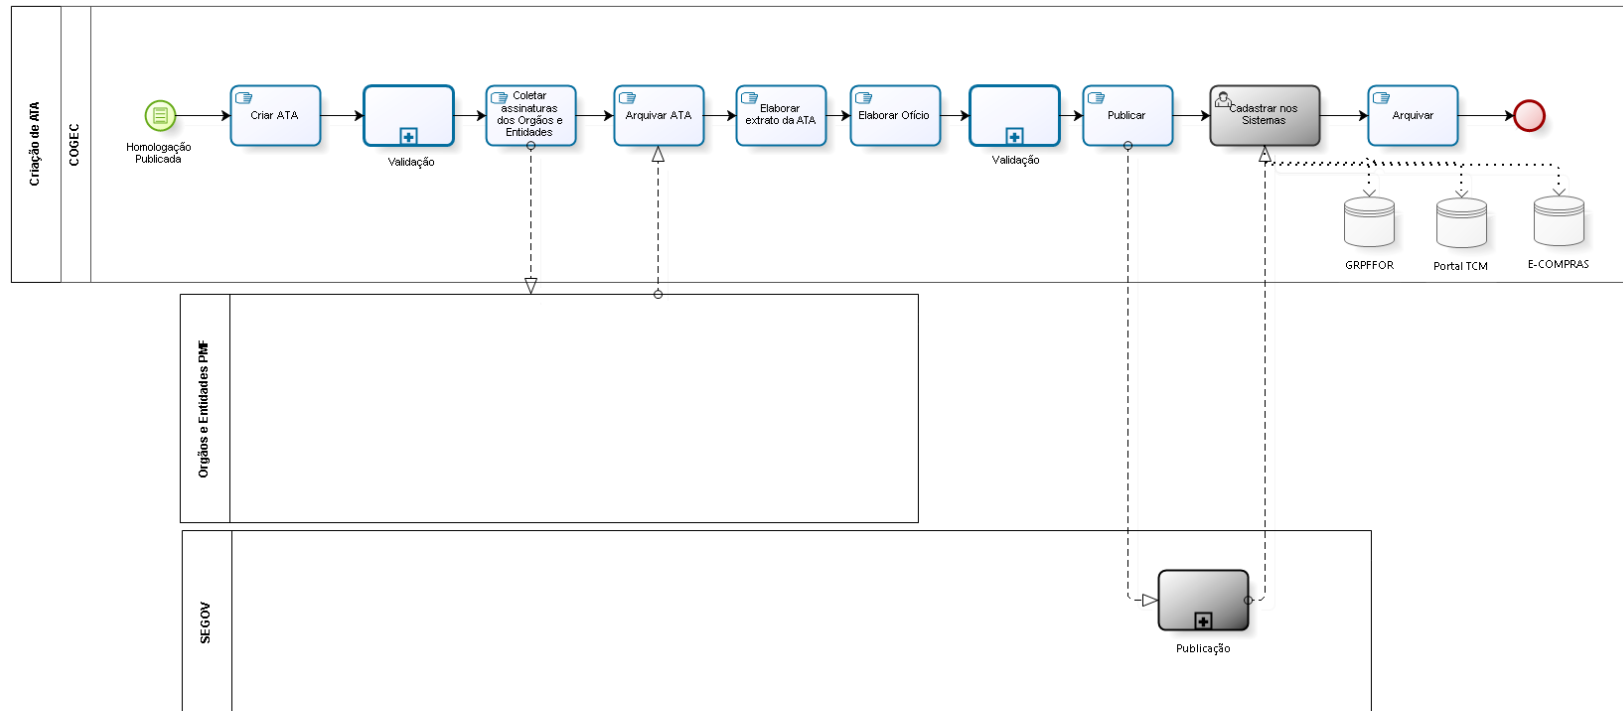 Criação de ATA
COGEC
Homologação
Publicada
Criar ATA
Validação
Coletar
assinaturas
dos Orgãos e
Entidades
Arquivar ATA
Elaborar
extrato da ATA
Elaborar Ofício
Validação
Publicar
Cadastrar nos
Sistemas
Arquivar
GRPFFOR
Portal TCM
E-COMPRAS
Orgãos e Entidades PMF
SEGOV
Publicação